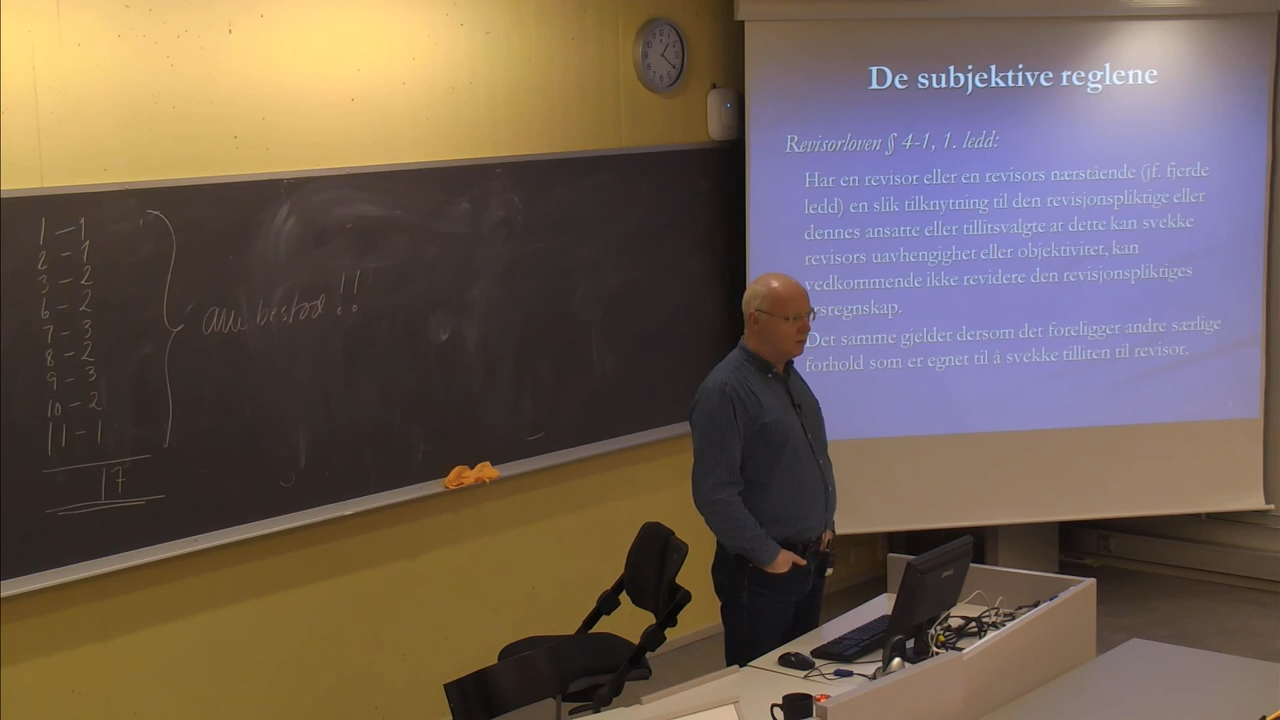 1 – 1
2 – 1
3 – 2
6 – 2
7 – 3
8 – 2
9 – 3
10 – 2
11 – 1
17
alle bestod !!
De subjektive reglene
Revisorloven § 4-1, 1. ledd:
Har en revisor eller en revisors nærstående (jf. fjerde
ledd) en slik tilknytning til den revisjonspliktige eller
dennes ansatte eller tillitsvalgte at dette kan svekke
revisors uavhengighet eller objektivitet, kan
vedkommende ikke revidere den revisjonspliktiges
rsregnskap.
Det samme gjelder dersom det foreligger andre særlige
forhold som er egnet til å svekke tilliten til revisor.